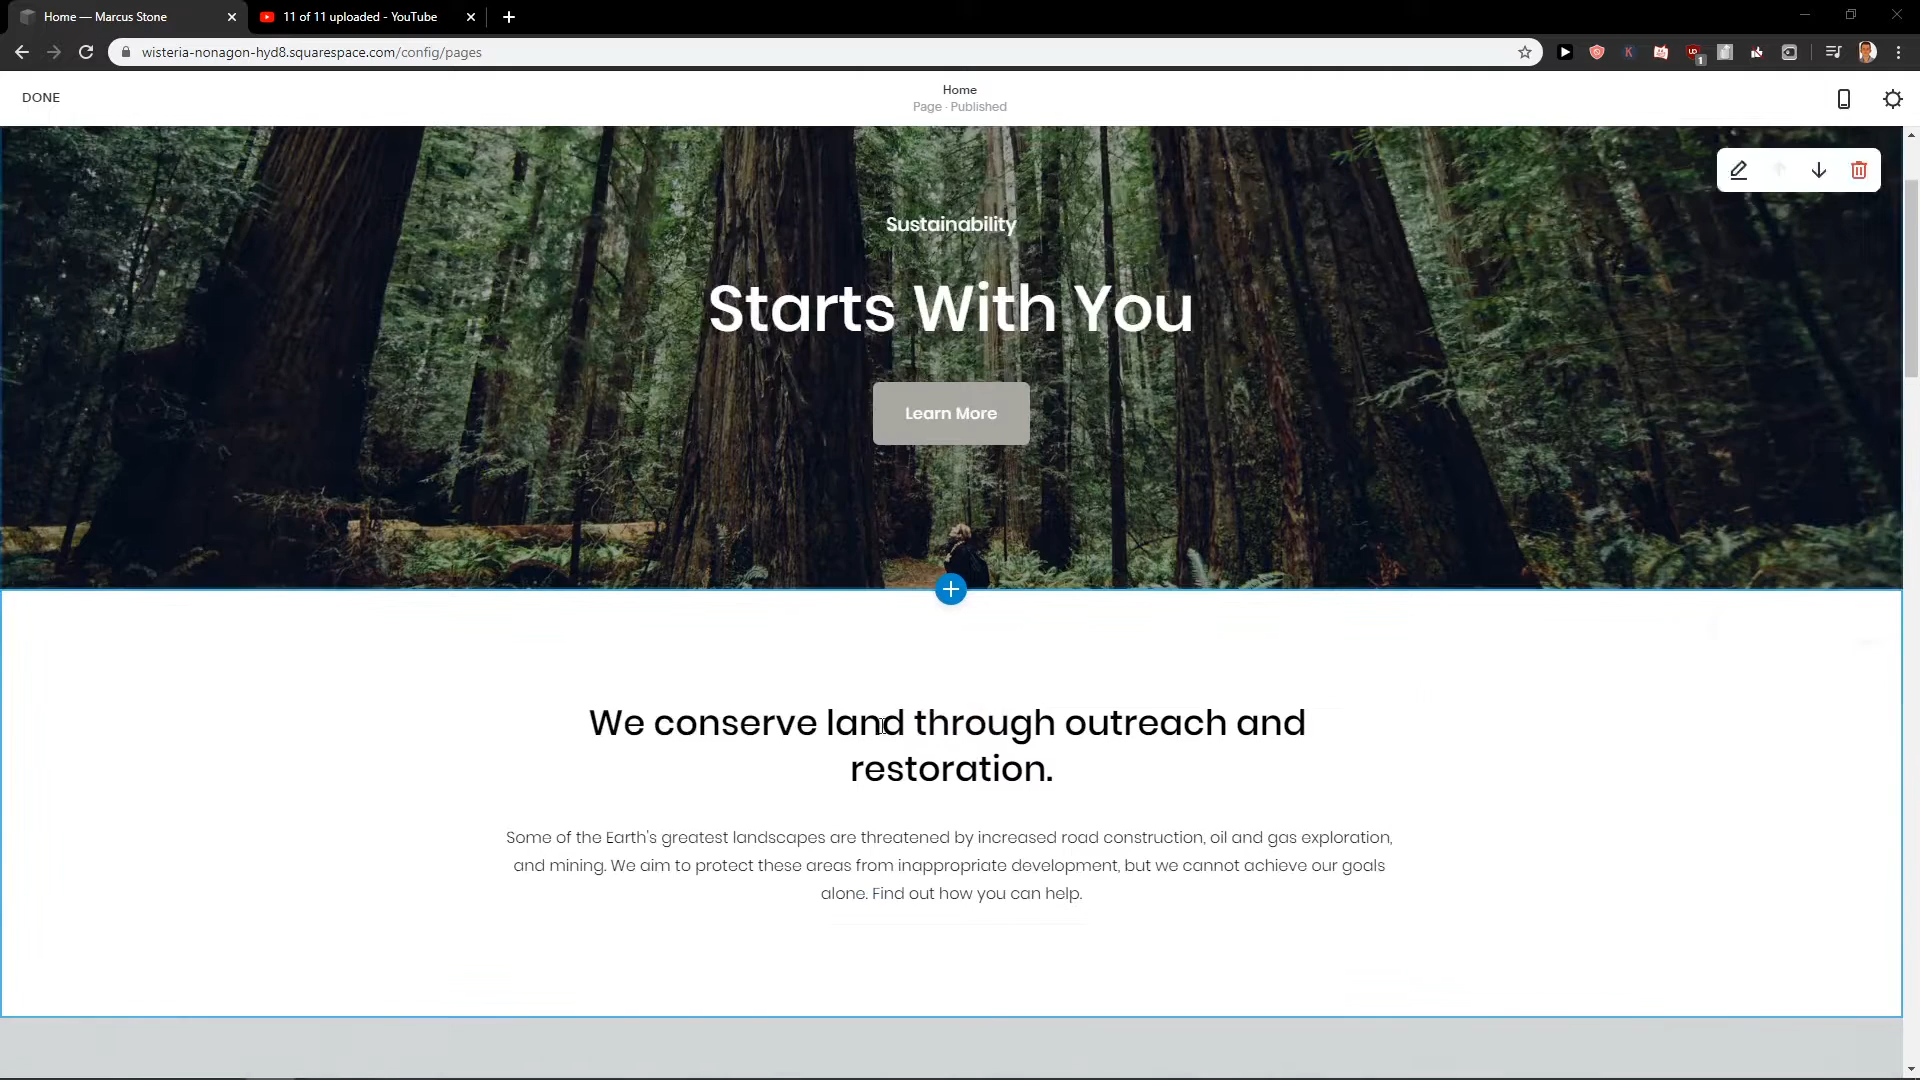 Home — Marcus Stone
11 of 11 uploaded - YouTube
wisteria-nonagon-hyd8.squarespace.com/config/pages
K
UD
1
DONE
Home
Page · Published
Sustainability
Starts With You
Learn More
We conserve land through outreach and
restoration.
Some of the Earth's greatest landscapes are threatened by increased road construction, oil and gas exploration,
and mining. We aim to protect these areas from inappropriate development, but we cannot achieve our goals
alone. Find out how you can help.